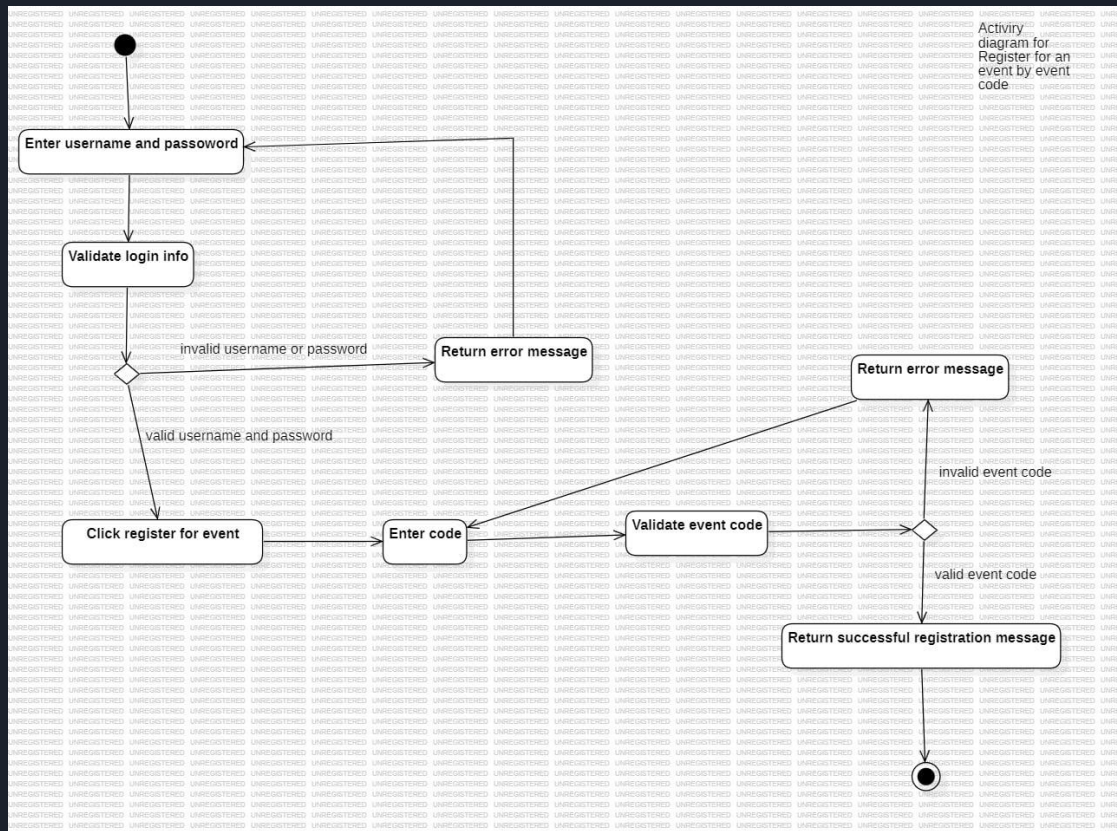 Activiry
diagram for
Register for an
event by event
code
Enter username and passoword
Validate login info
invalid username or password
Return error message
valid username and password
Click register for event
Enter code
Validate event code
Return error message
invalid event code
valid event code
Return successful registration message
UNREGISTERED